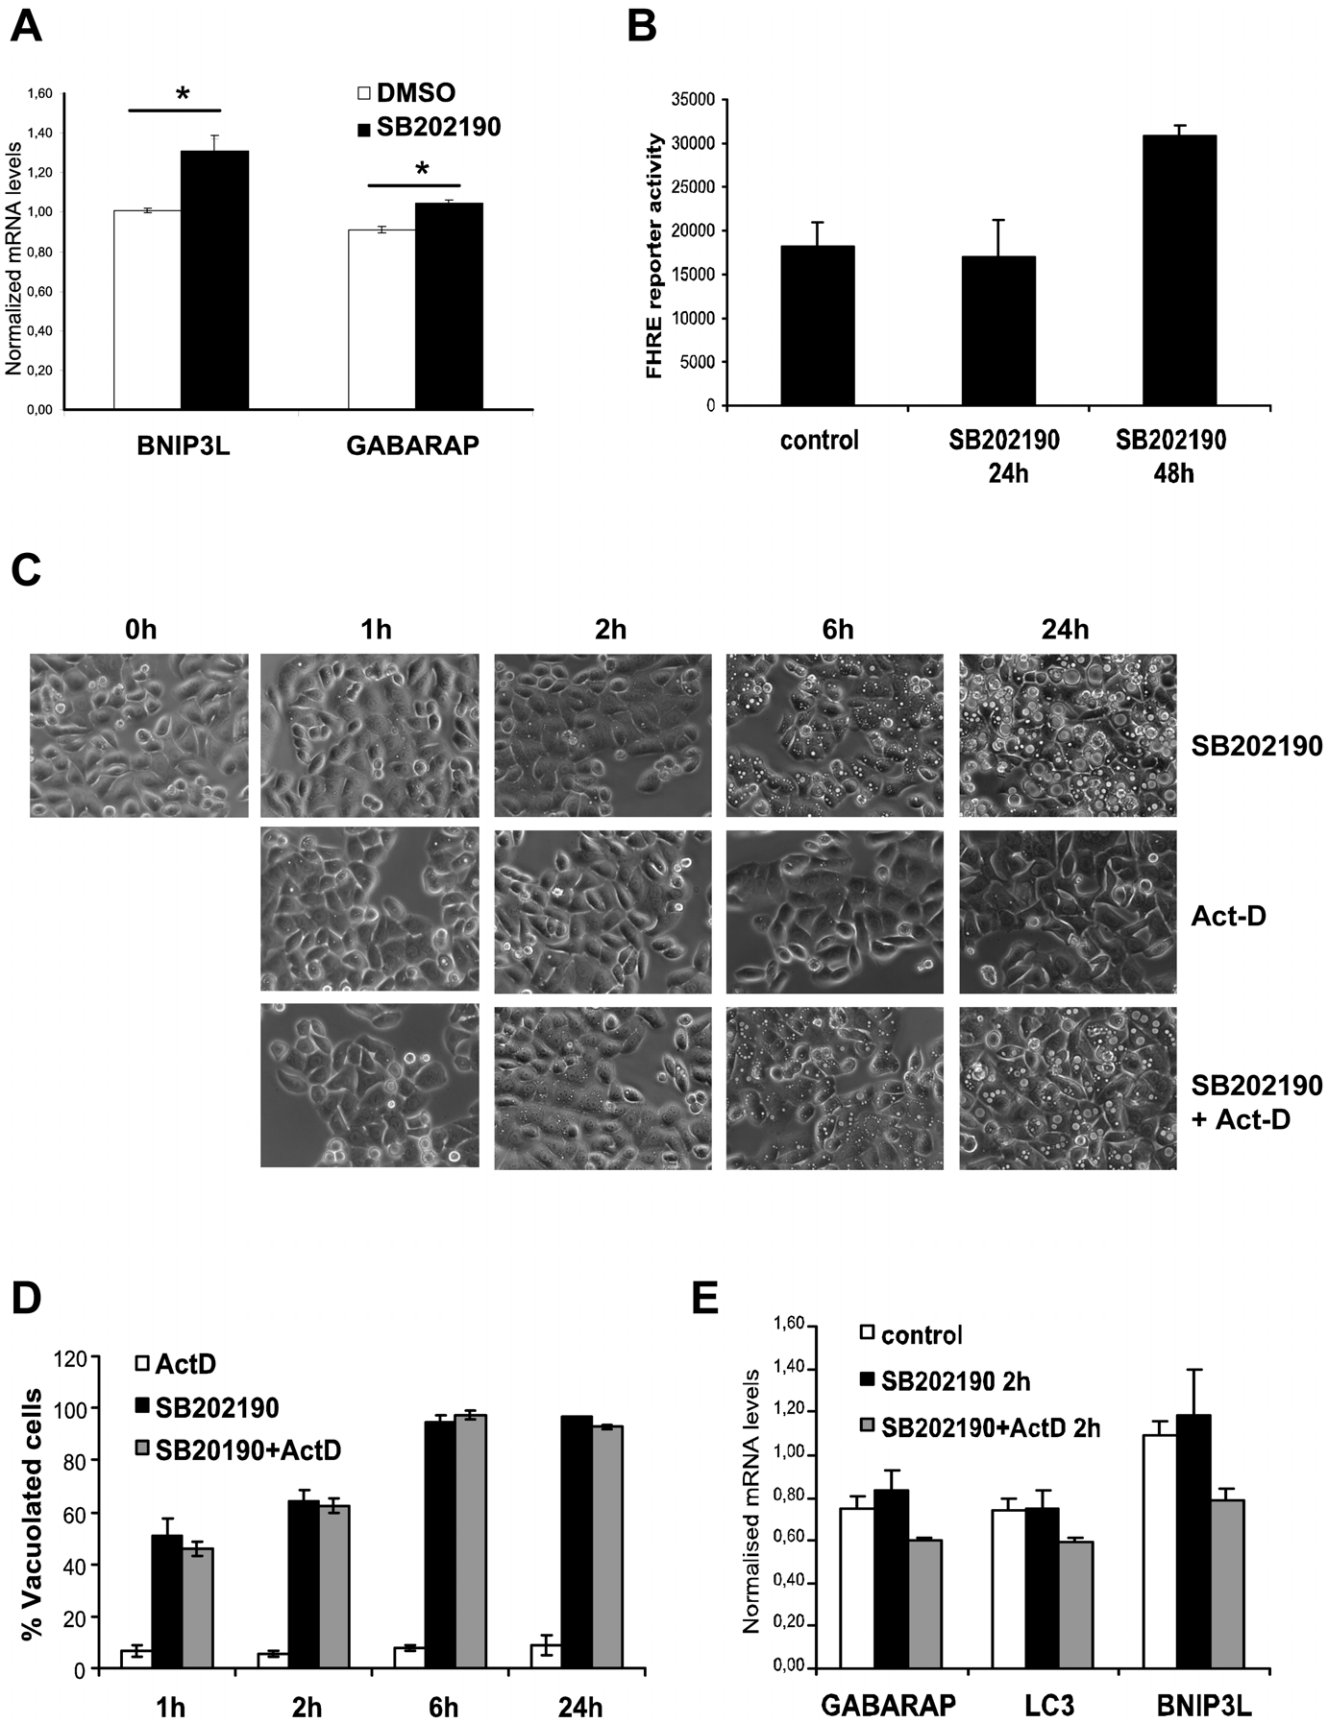 A
Normalized mRNA levels
1,60
1,40
1,20
1,00
0,80
0,60
0,40
0,20
0,00
*
*
DMSO
SB202190
BNIP3L
GABARAP
B
FHRE reporter activity
35000
30000
25000
20000
15000
10000
5000
0
control
SB202190
24h
SB202190
48h
C
0h
1h
2h
6h
24h
SB202190
Act-D
SB202190
+ Act-D
D
% Vacuolated cells
120
100
80
60
40
20
0
ActD
SB202190
SB20190+ActD
1h
2h
6h
24h
E
Normalised mRNA levels
1,60
1,40
1,20
1,00
0,80
0,60
0,40
0,20
0,00
control
SB202190 2h
SB202190+ActD 2h
GABARAP
LC3
BNIP3L